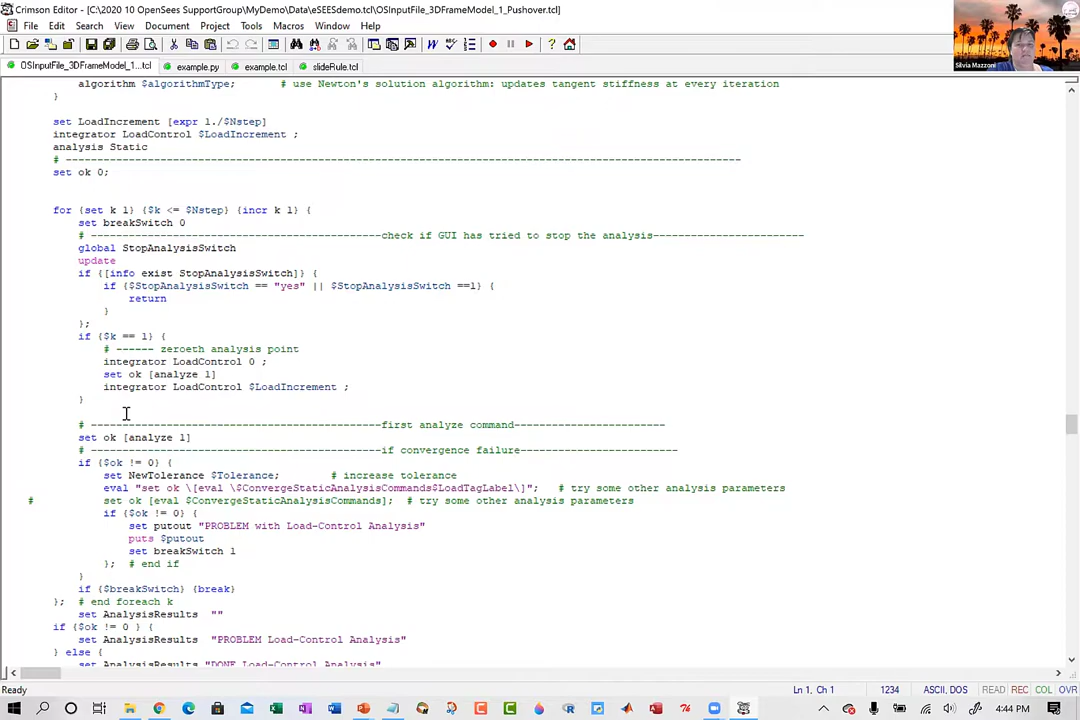 Crimson Editor - [C:\2020 10 OpenSees SupportGroup\MyDemo\Data\eSEESdemo.tcl\OSInputFile_3DFrameModel_1_Pushover.tcl]
File Edit View Search Document Project Tools Macros Window Help
OSInputFile_3DFrameModel_1....tcl example.py example.tcl slideRule.tcl
Silvia Mazzoni
algorithm $algorithmType; # use Newton's solution algorithm: updates tangent stiffness at every iteration
}
set LoadIncrement [expr 1./$Nstep]
integrator LoadControl $LoadIncrement ;
analysis Static
# ---------------------------------------------------------------------------------------------------------
set ok 0;
for {set k 1} {$k <= $Nstep} {incr k 1} {
set breakSwitch 0
# ----------------------------------------------check if GUI has tried to stop the analysis------------------------
global StopAnalysisSwitch
update
if {[info exist StopAnalysisSwitch]} {
if {$StopAnalysisSwitch == "yes" || $StopAnalysisSwitch ==1} {
return
}
};
if {$k == 1} {
# ------ zeroeth analysis point
integrator LoadControl 0 ;
set ok [analyze 1]
integrator LoadControl $LoadIncrement ;
}
# ----------------------------------------------first analyze command------------------------
set ok [analyze 1]
# ----------------------------------------------if convergence failure-------------------------
if {$ok != 0} {
set NewTolerance $Tolerance; # increase tolerance
eval "set ok \[eval \$ConvergeStaticAnalysisCommands$LoadTagLabel\]"; # try some other analysis parameters
# set ok [eval $ConvergeStaticAnalysisCommands]; # try some other analysis parameters
if {$ok != 0} {
set putout "PROBLEM with Load-Control Analysis"
puts $putout
set breakSwitch 1
}; # end if
}
if {$breakSwitch} {break}
}; # end foreach k
set AnalysisResults ""
if {$ok != 0 } {
set AnalysisResults "PROBLEM Load-Control Analysis"
} else {
set AnalysisResults "DONE Load-Control Analysis"
Ready Ln 1, Ch 1 1234 ASCII, DOS READ REC COL OVR
4:44 PM